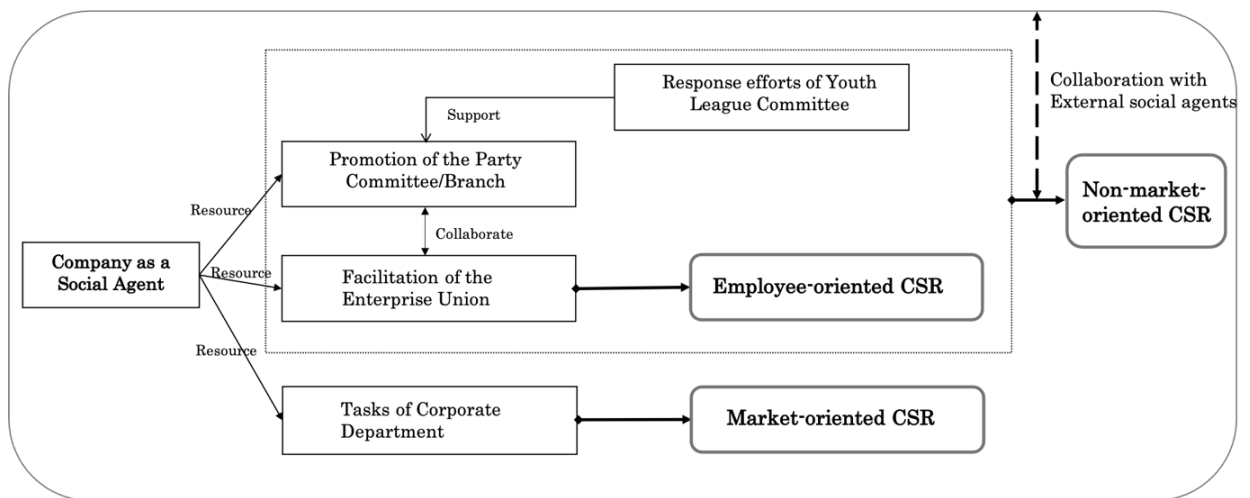 Response efforts of Youth
League Committee
Collaboration with
External social agents
Support
Promotion of the Party
Committee/Branch
Non-market-
oriented CSR
Resource
Collaborate
Company as a
Social Agent
Resource
Facilitation of the
Enterprise Union
Employee-oriented CSR
Resource
Tasks of Corporate
Department
Market-oriented CSR